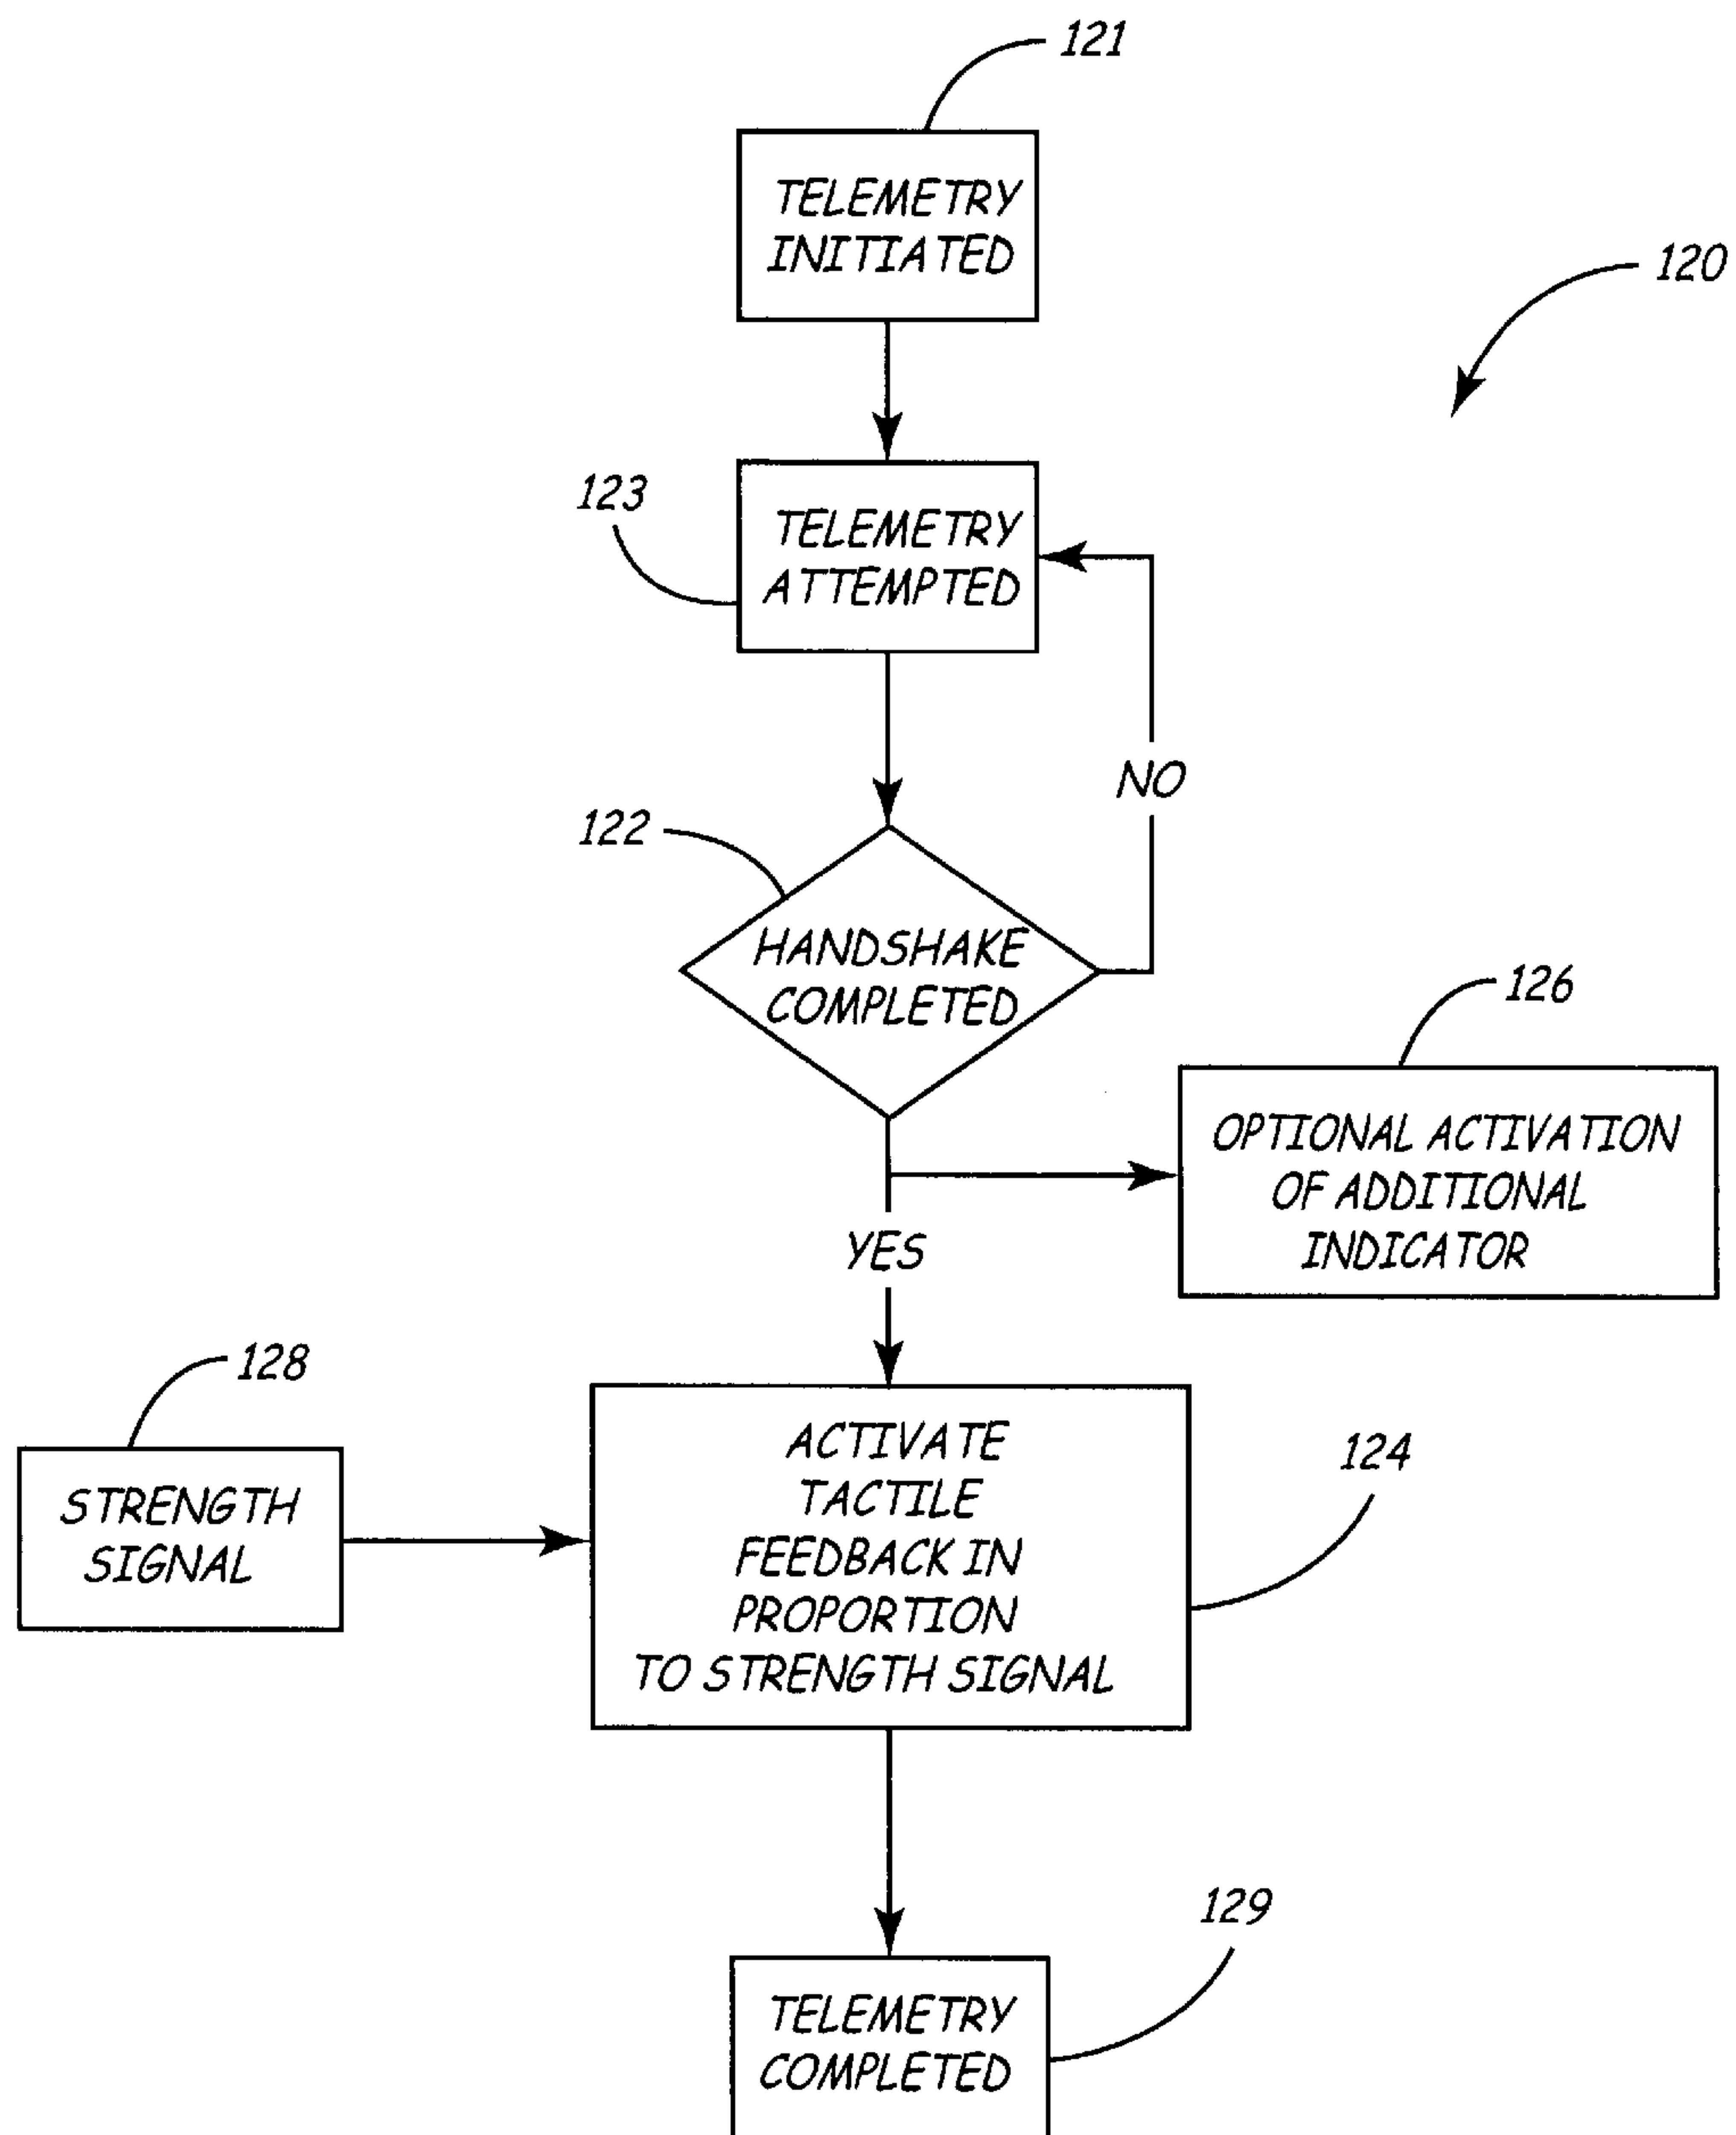 121
TELEMETRY
INITIATED
120
123
TELEMETRY
ATTEMPTED
NO
122
HANDSHAKE
COMPLETED
126
OPTIONAL ACTIVATION
OF ADDITIONAL
INDICATOR
YES
128
STRENGTH
SIGNAL
ACTIVATE
TACTILE
FEEDBACK IN
PROPORTION
TO STRENGTH SIGNAL
124
129
TELEMETRY
COMPLETED